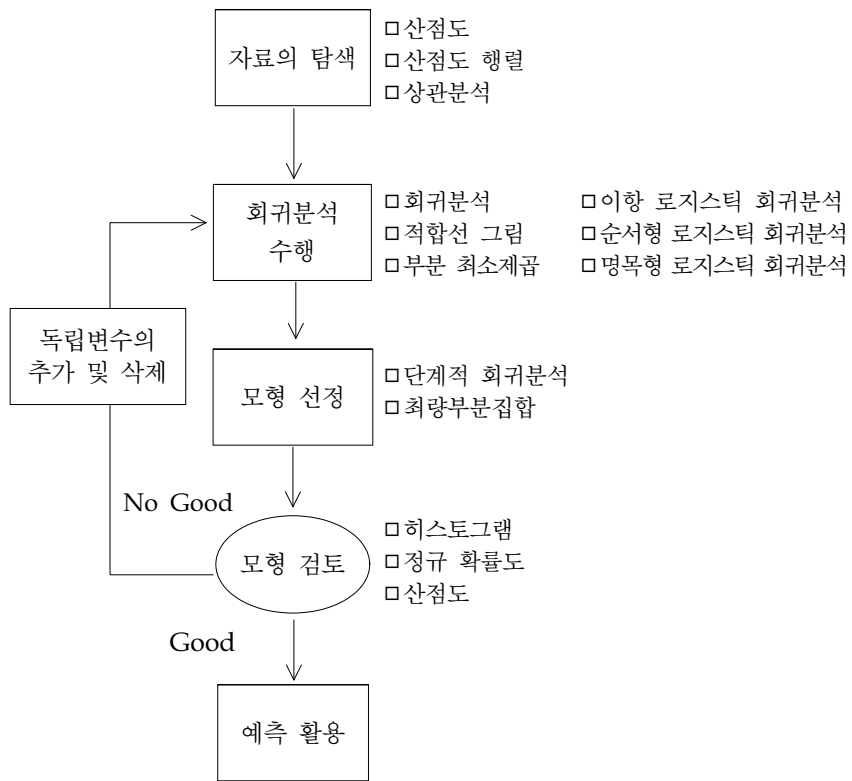 자료의 탐색
□산점도
□산점도 행렬
□상관분석
회귀분석
수행
□회귀분석
□적합선 그림
□부분 최소제곱
□이항 로지스틱 회귀분석
□순서형 로지스틱 회귀분석
□명목형 로지스틱 회귀분석
독립변수의
추가 및 삭제
모형 선정
□단계적 회귀분석
□최량부분집합
No Good
모형 검토
□히스토그램
□정규 확률도
□산점도
Good
예측 활용